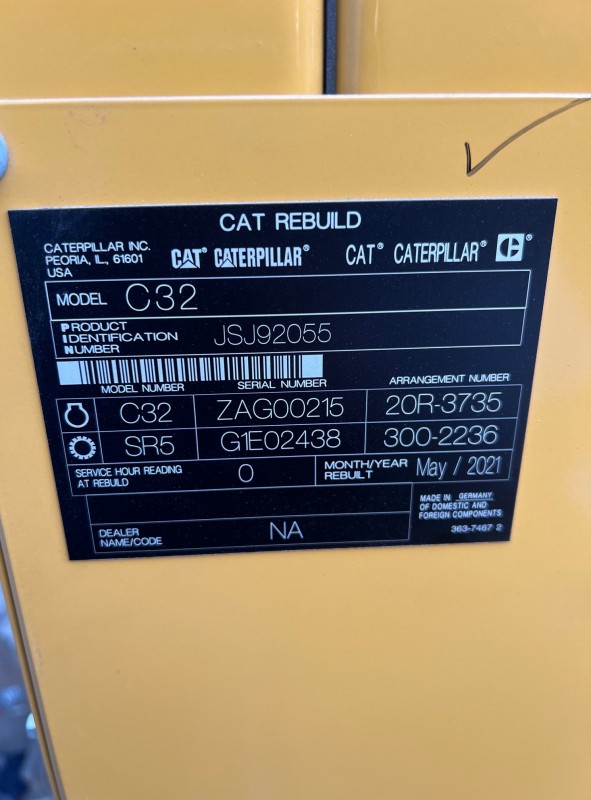 CAT REBUILD
CATERPILLAR INC.
PEORIA, IL, 61601
USA
CAT® CATERPILLAR® CAT® CATERPILLAR® C®
MODEL C32
PRODUCT
IDENTIFICATION
NUMBER
JSJ92055
MODEL NUMBER SERIAL NUMBER ARRANGEMENT NUMBER
C32 ZAG00215 20R-3735
SR5 G1E02438 300-2236
SERVICE HOUR READING
AT REBUILD
0
MONTH/YEAR
REBUILT
May / 2021
MADE IN GERMANY
OF DOMESTIC AND
FOREIGN COMPONENTS
DEALER
NAME/CODE
NA
363-7467 2